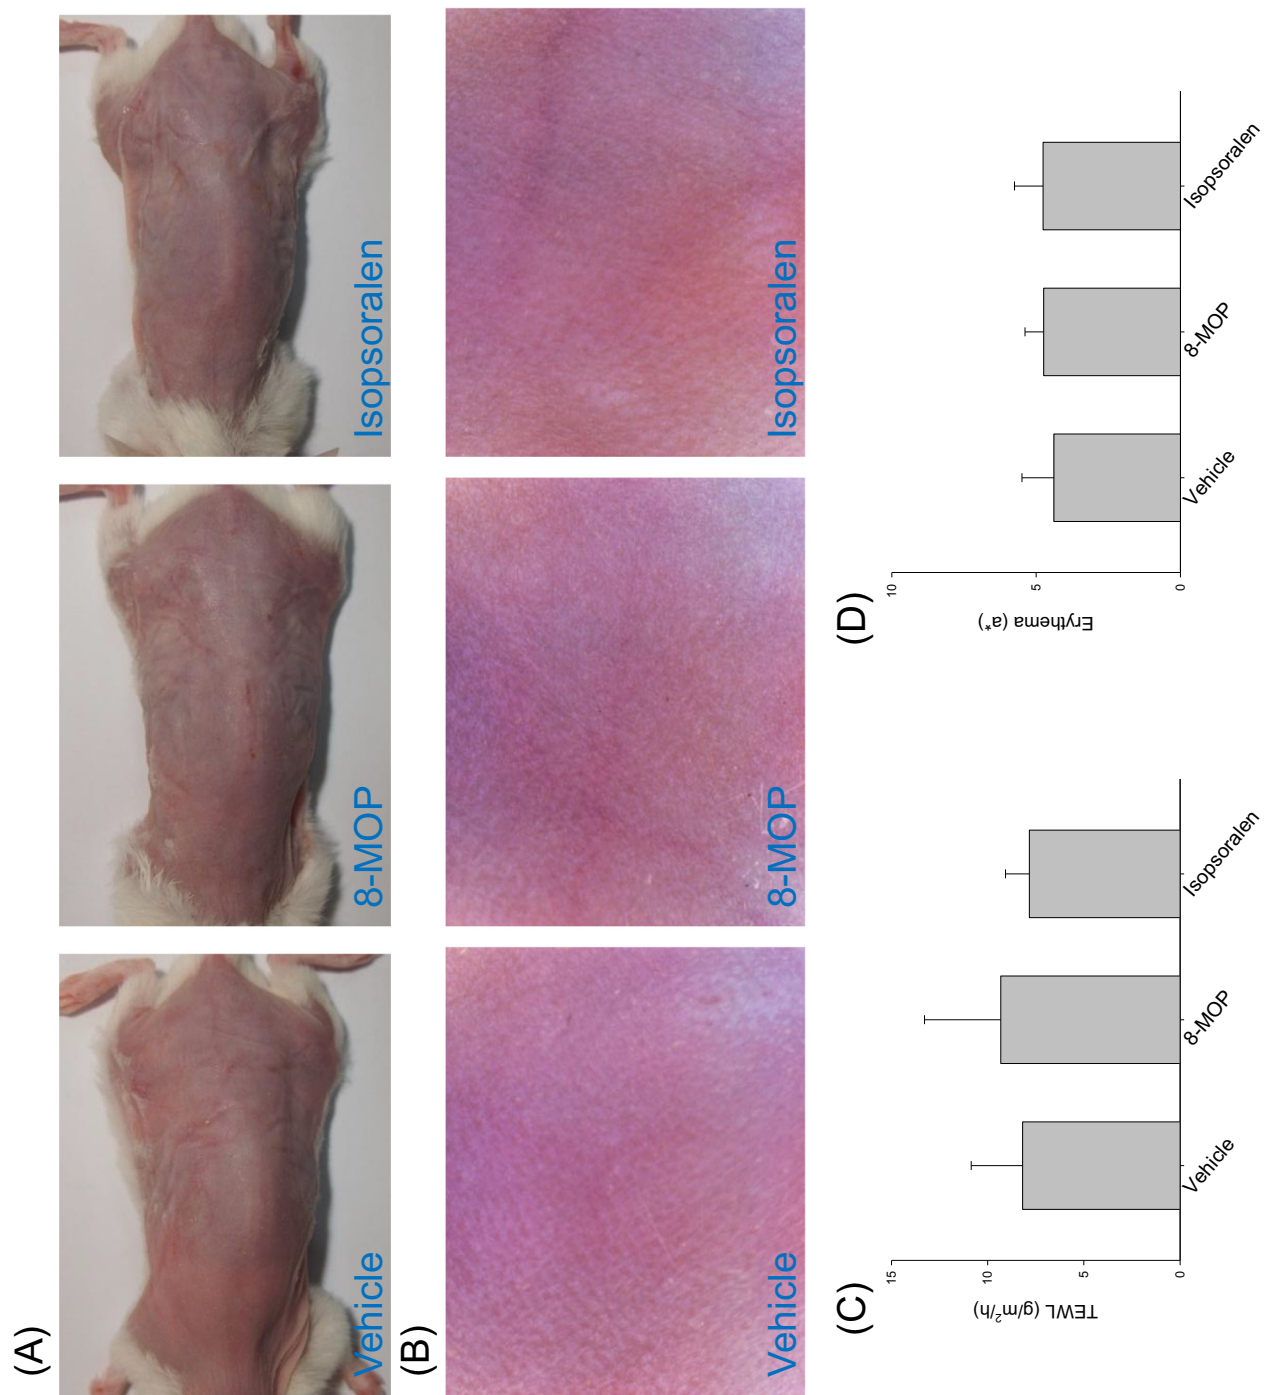 (A)
Vehicle
8-MOP
Isopsoralen
(B)
Vehicle
8-MOP
Isopsoralen
(C)
TEWL (g/m²/h)
15
10
5
0
Vehicle
8-MOP
Isopsoralen
(D)
Erythema (a*)
10
5
0
Vehicle
8-MOP
Isopsoralen